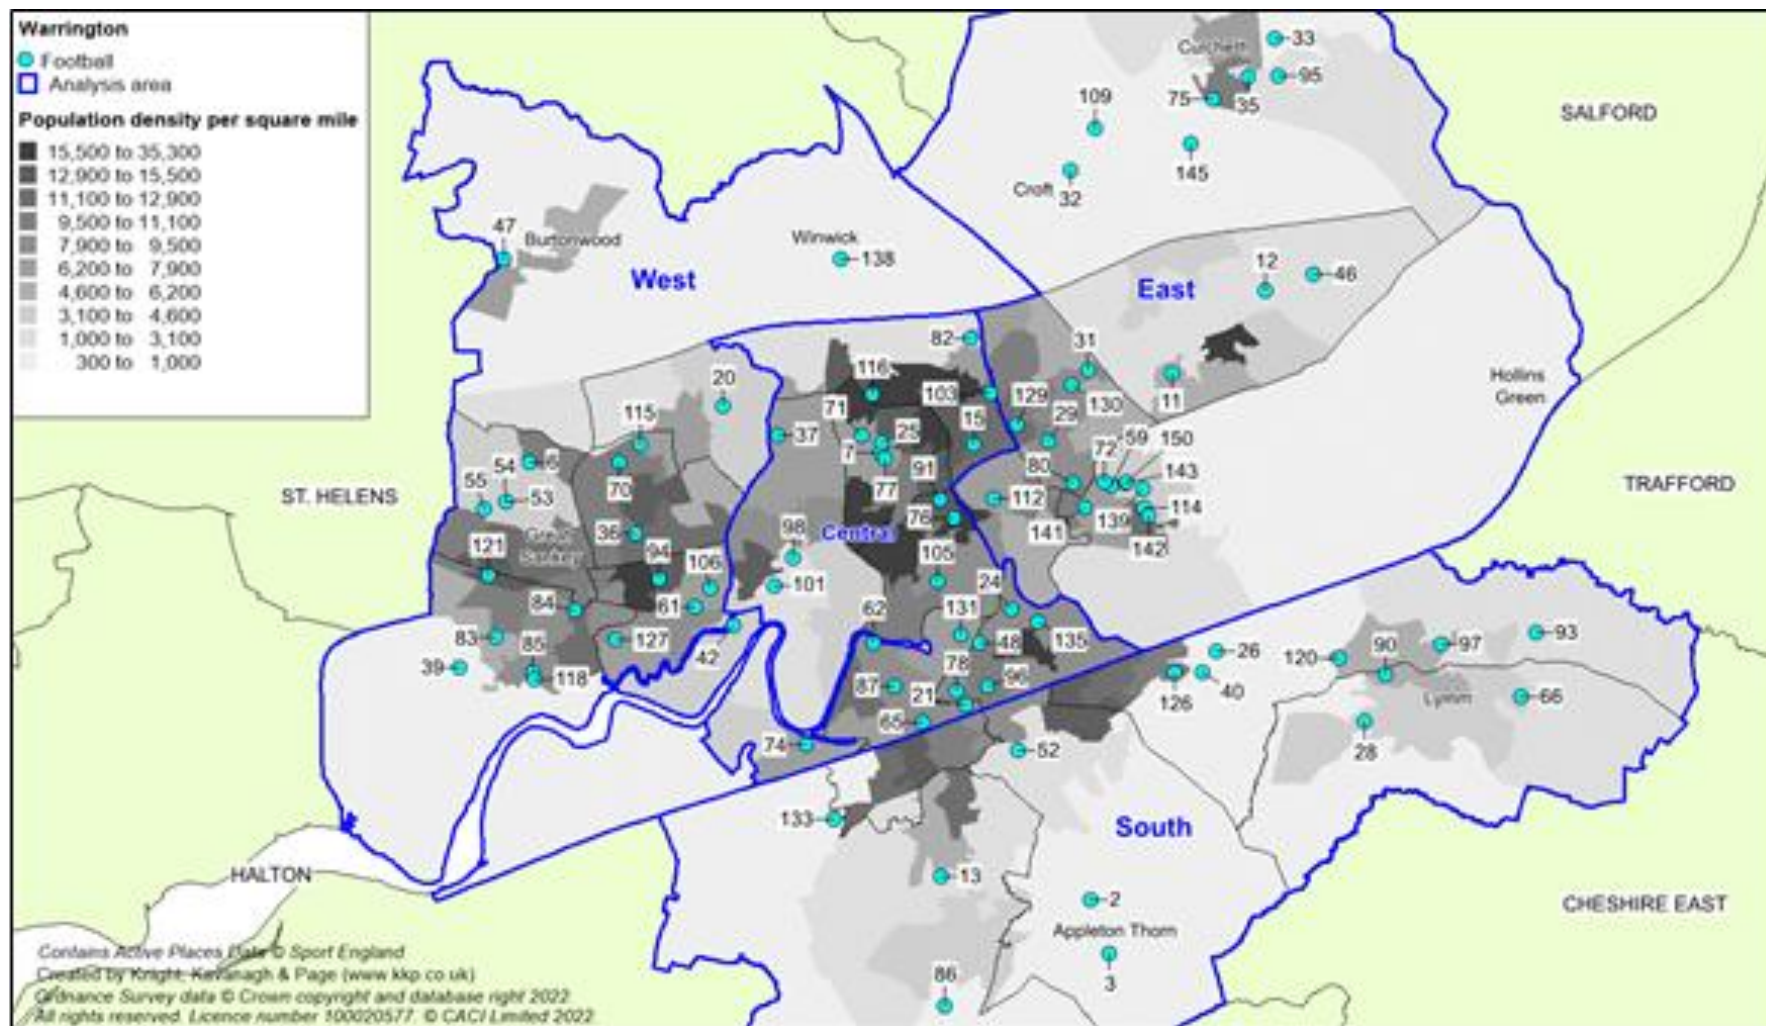 Warrington
Football
Analysis area
Population density per square mile
15,500 to 35,300
12,900 to 15,500
11,100 to 12,900
9,500 to 11,100
7,900 to 9,500
6,200 to 7,900
4,600 to 6,200
3,100 to 4,600
1,000 to 3,100
300 to 1,000
33
Culcheth
95
35
75
109
SALFORD
145
Croft
32
47
Burtonwood
Winwick
138
West
East
12
46
82
31
116
20
103
129
130
11
Hollins
Green
115
71
37
25
15
29
7
72
59
150
6
54
55
53
70
77
91
80
143
ST. HELENS
TRAFFORD
112
114
76
141
139
142
36
Great
Sankey
98
Central
121
94
106
105
101
24
84
61
131
62
83
127
42
48
135
85
39
118
78
26
120
90
97
93
87
21
96
126
40
Lymm
66
65
28
74
52
133
South
HALTON
13
2
CHESHIRE EAST
Appleton Thorn
3
86
Contains Active Places Data © Sport England
Created by Knight, Kavanagh & Page (www.kkp.co.uk)
Ordnance Survey data © Crown copyright and database right 2022
All rights reserved. Licence number 100020577. © CACI Limited 2022